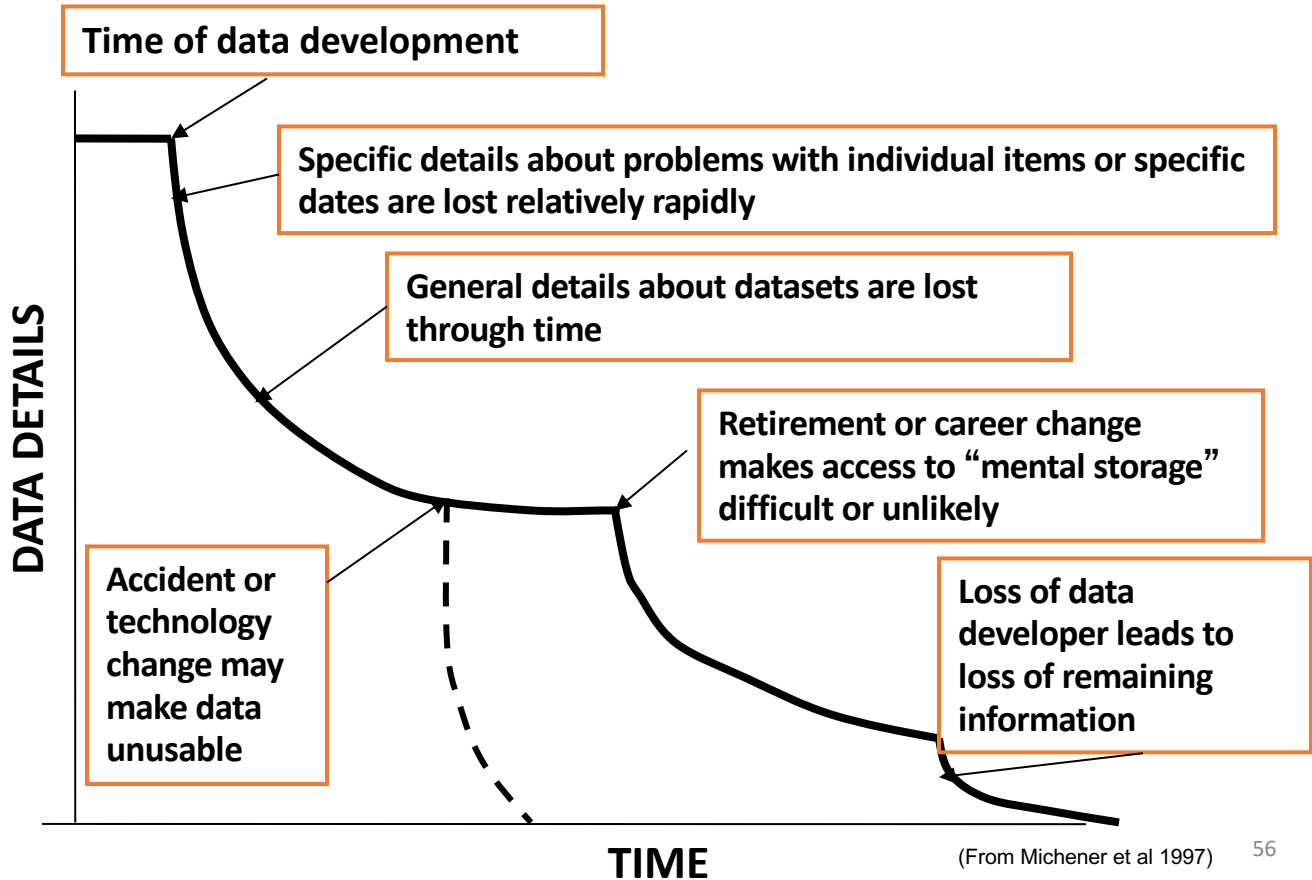 Time of data development
Specific details about problems with individual items or specific
dates are lost relatively rapidly
General details about datasets are lost
through time
DATA DETAILS
Retirement or career change
makes access to “mental storage”
difficult or unlikely
Accident or
technology
change may
make data
unusable
Loss of data
developer leads to
loss of remaining
information
TIME
(From Michener et al 1997)
56